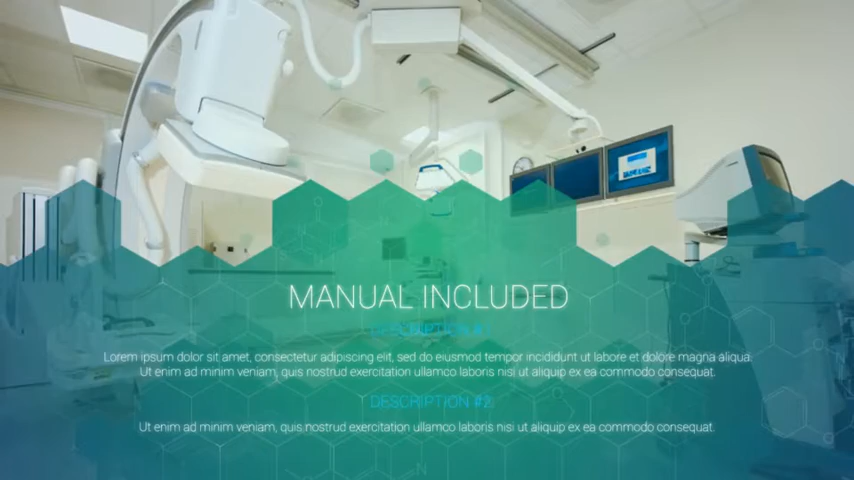 MANUAL INCLUDED
DESCRIPTION #1
Lorem ipsum dolor sit amet, consectetur adipiscing elit, sed do eiusmod tempor incididunt ut labore et dolore magna aliqua.
Ut enim ad minim veniam, quis nostrud exercitation ullamco laboris nisi ut aliquip ex ea commodo consequat.
DESCRIPTION #2
Ut enim ad minim veniam, quis nostrud exercitation ullamco laboris nisi ut aliquip ex ea commodo consequat.